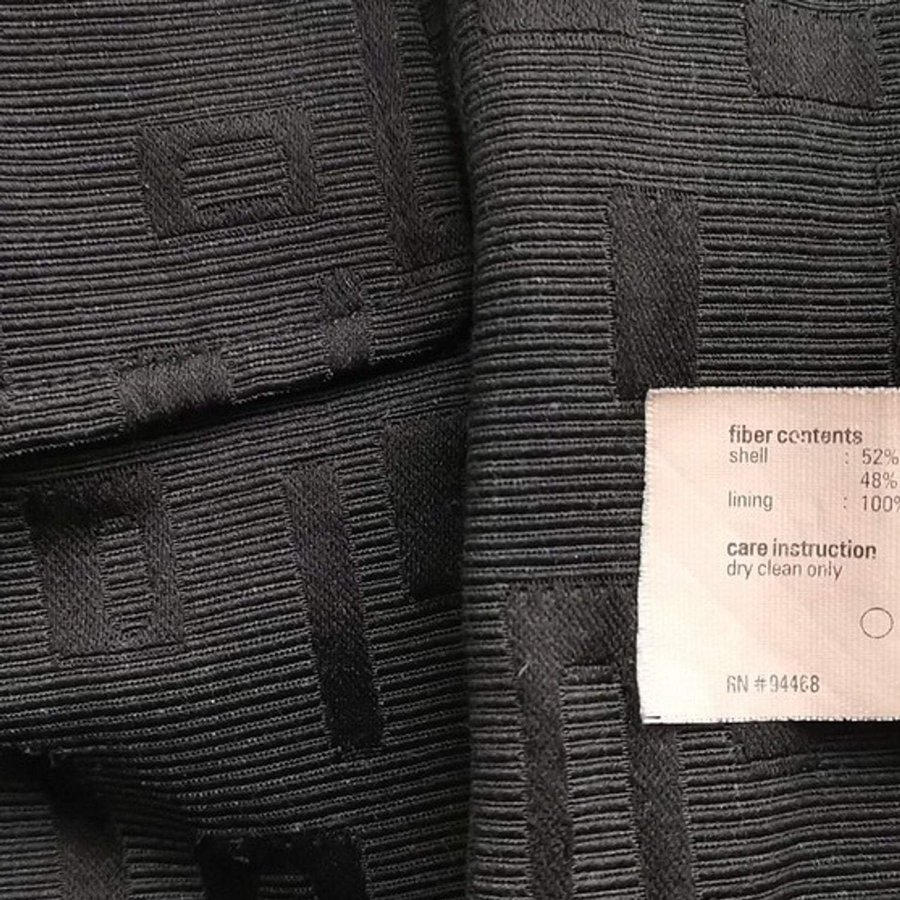 fiber contents
shell : 52%
48%
lining : 100%
care instruction
dry clean only
RN # 94468